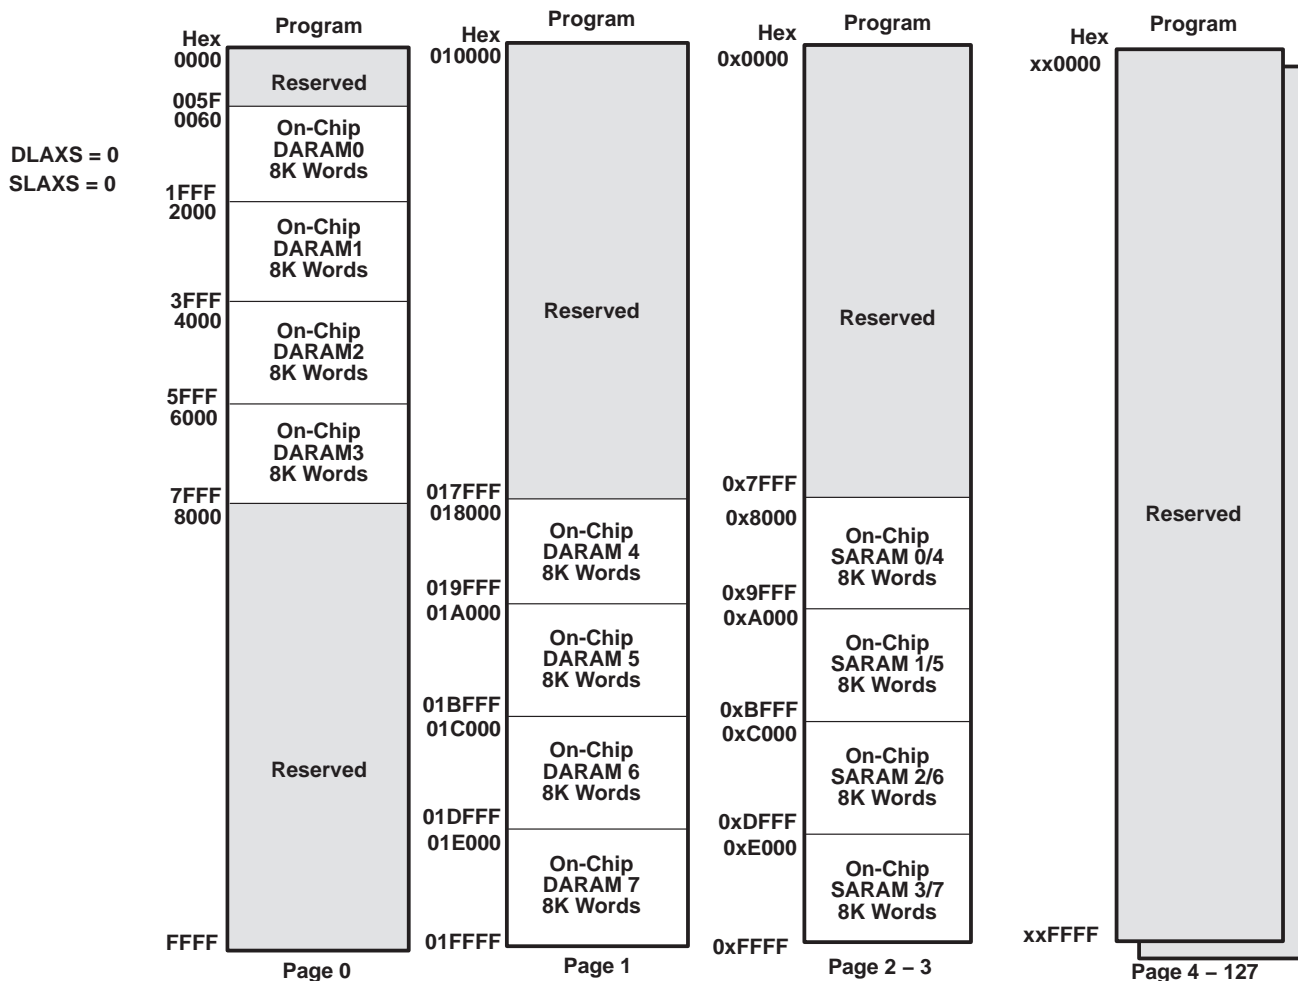 DLAXS = 0
SLAXS = 0
Program
Hex
0000
Reserved
005F
0060
On-Chip
DARAM0
8K Words
1FFF
2000
On-Chip
DARAM1
8K Words
3FFF
4000
On-Chip
DARAM2
8K Words
5FFF
6000
On-Chip
DARAM3
8K Words
7FFF
8000
Reserved
FFFF
Page 0
Program
Hex
010000
Reserved
017FFF
018000
On-Chip
DARAM 4
8K Words
019FFF
01A000
On-Chip
DARAM 5
8K Words
01BFFF
01C000
On-Chip
DARAM 6
8K Words
01DFFF
01E000
On-Chip
DARAM 7
8K Words
01FFFF
Page 1
Program
Hex
0x0000
Reserved
0x7FFF
0x8000
On-Chip
SARAM 0/4
8K Words
0x9FFF
0xA000
On-Chip
SARAM 1/5
8K Words
0xBFFF
0xC000
On-Chip
SARAM 2/6
8K Words
0xDFFF
0xE000
On-Chip
SARAM 3/7
8K Words
0xFFFF
Page 2 – 3
Program
Hex
xx0000
Reserved
xxFFFF
Page 4 – 127